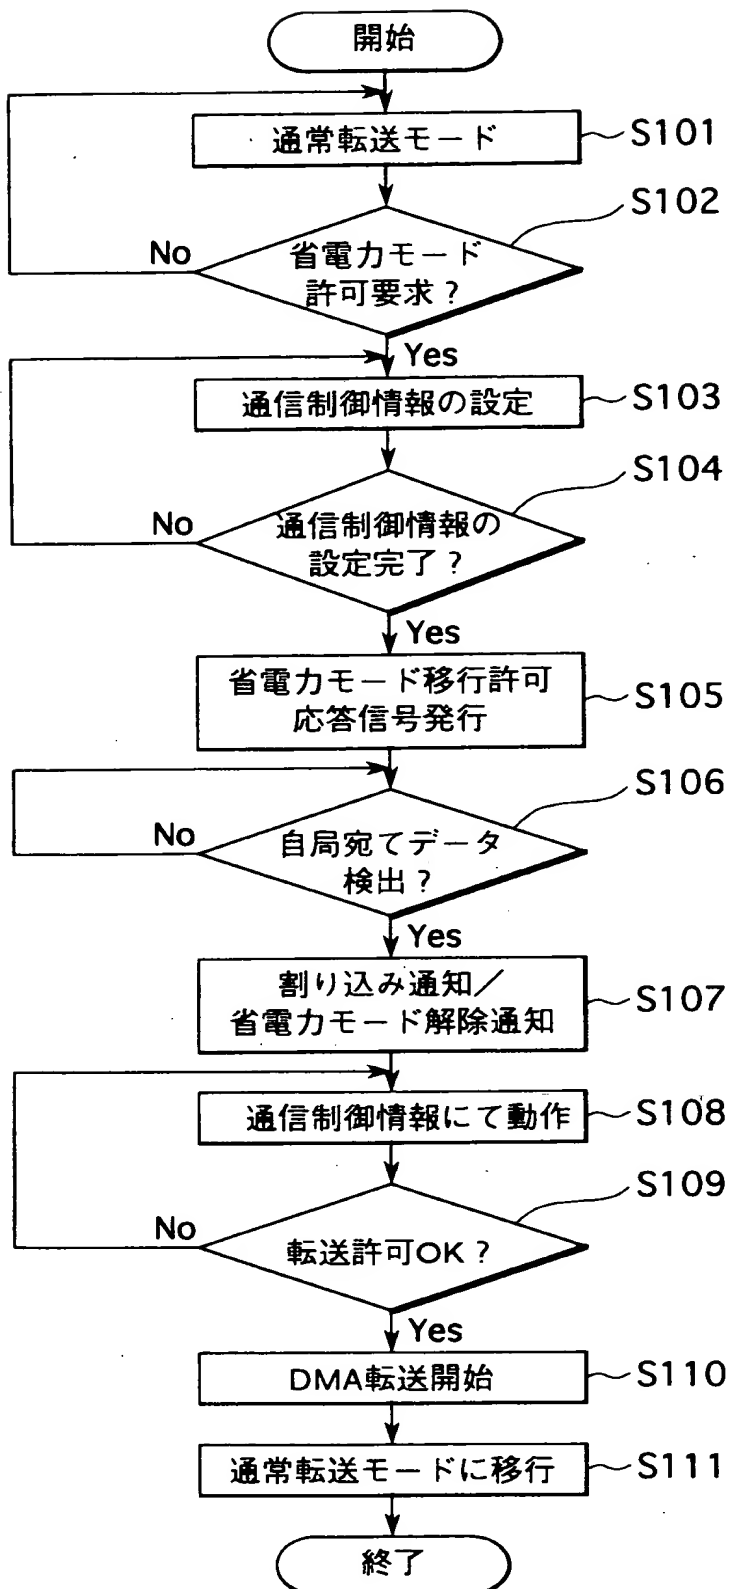 開始
通常転送モード
S101
S102
省電力モード
許可要求？
No
Yes
通信制御情報の設定
S103
S104
通信制御情報の
設定完了？
No
Yes
省電力モード移行許可
応答信号発行
S105
S106
自局宛てデータ
検出？
No
Yes
割り込み通知／
省電力モード解除通知
S107
通信制御情報にて動作
S108
S109
転送許可OK？
No
Yes
DMA転送開始
S110
通常転送モードに移行
S111
終了